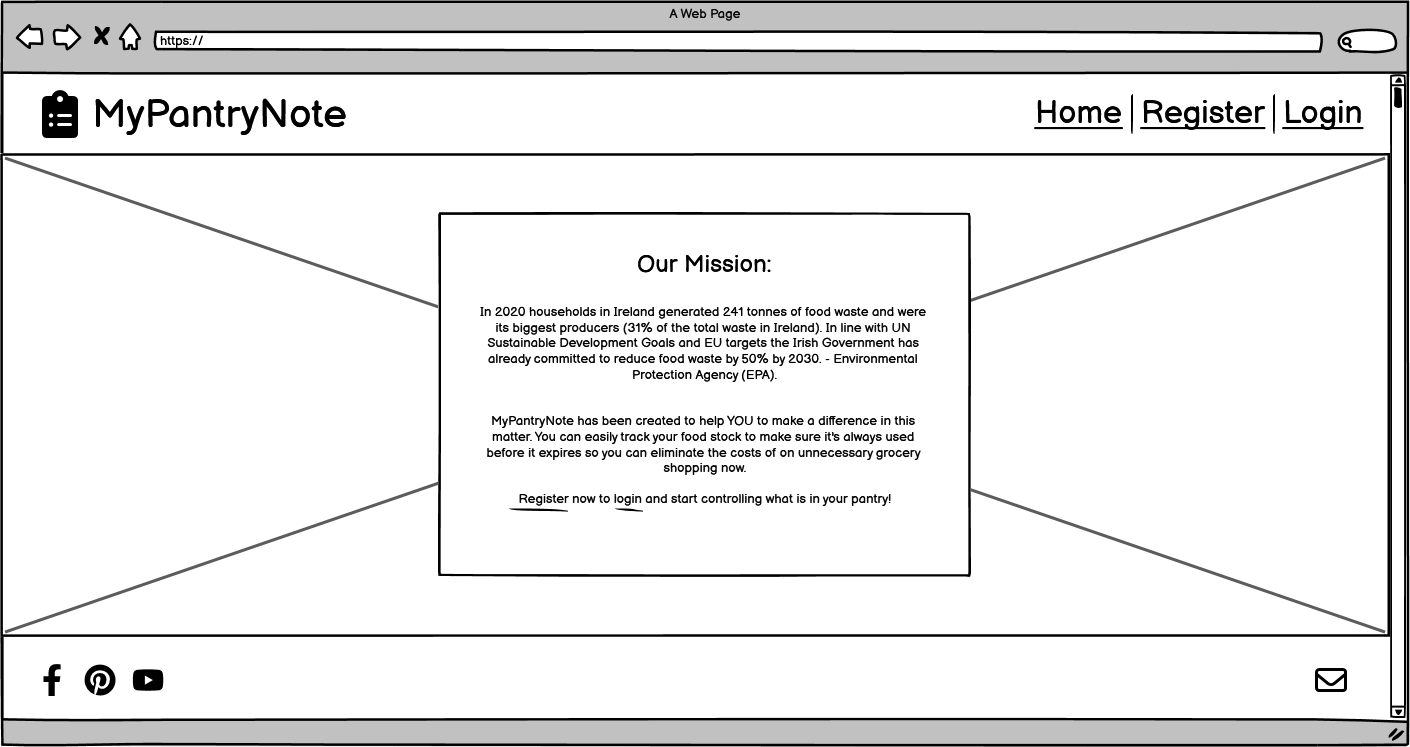 A Web Page
https://
MyPantryNote
Home Register Login
Our Mission:
In 2020 households in Ireland generated 241 tonnes of food waste and were
its biggest producers (31% of the total waste in Ireland). In line with UN
Sustainable Development Goals and EU targets the Irish Government has
already committed to reduce food waste by 50% by 2030. - Environmental
Protection Agency (EPA).
MyPantryNote has been created to help YOU to make a difference in this
matter. You can easily track your food stock to make sure it's always used
before it expires so you can eliminate the costs of on unnecessary grocery
shopping now.
Register now to login and start controlling what is in your pantry!